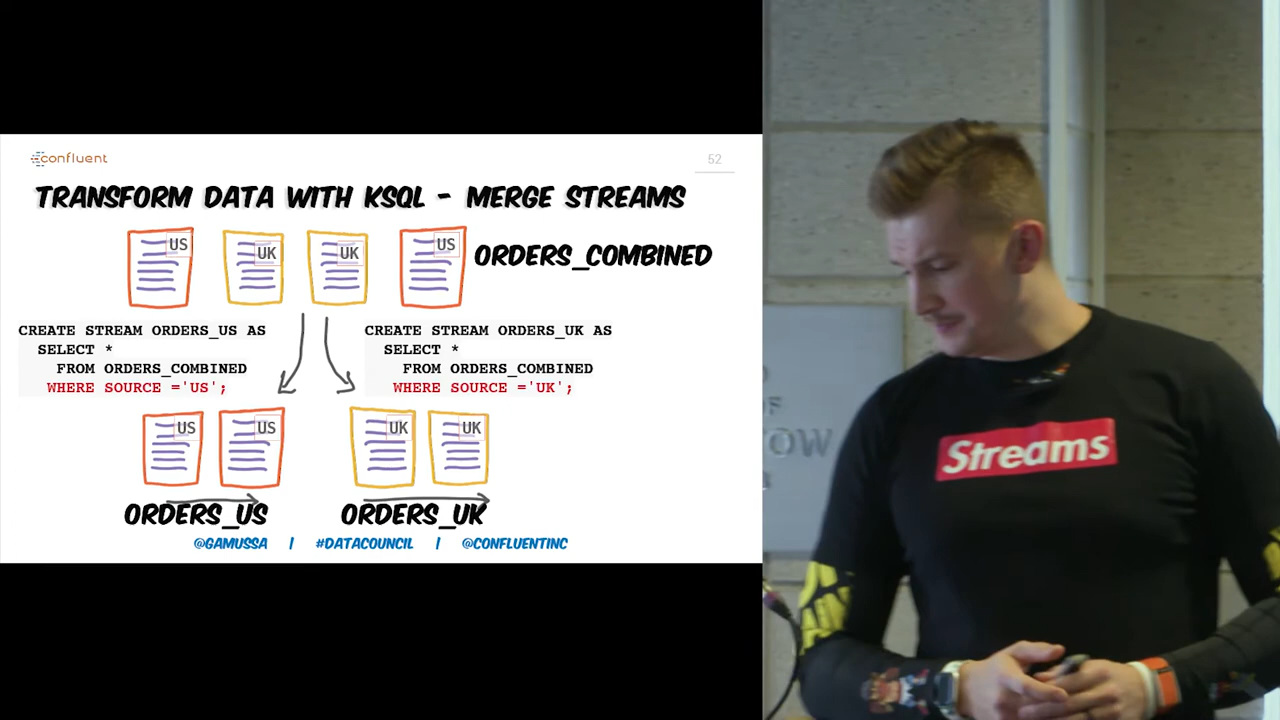 confluent
52
TRANSFORM DATA WITH KSQL - MERGE STREAMS
US
UK
UK
US
ORDERS_COMBINED
CREATE STREAM ORDERS_US AS
SELECT *
FROM ORDERS_COMBINED
WHERE SOURCE ='US';
CREATE STREAM ORDERS_UK AS
SELECT *
FROM ORDERS_COMBINED
WHERE SOURCE ='UK';
US
US
UK
UK
ORDERS_US
ORDERS_UK
@GAMUSSA | #DATACOUNCIL | @CONFLUENTINC
Streams
OF